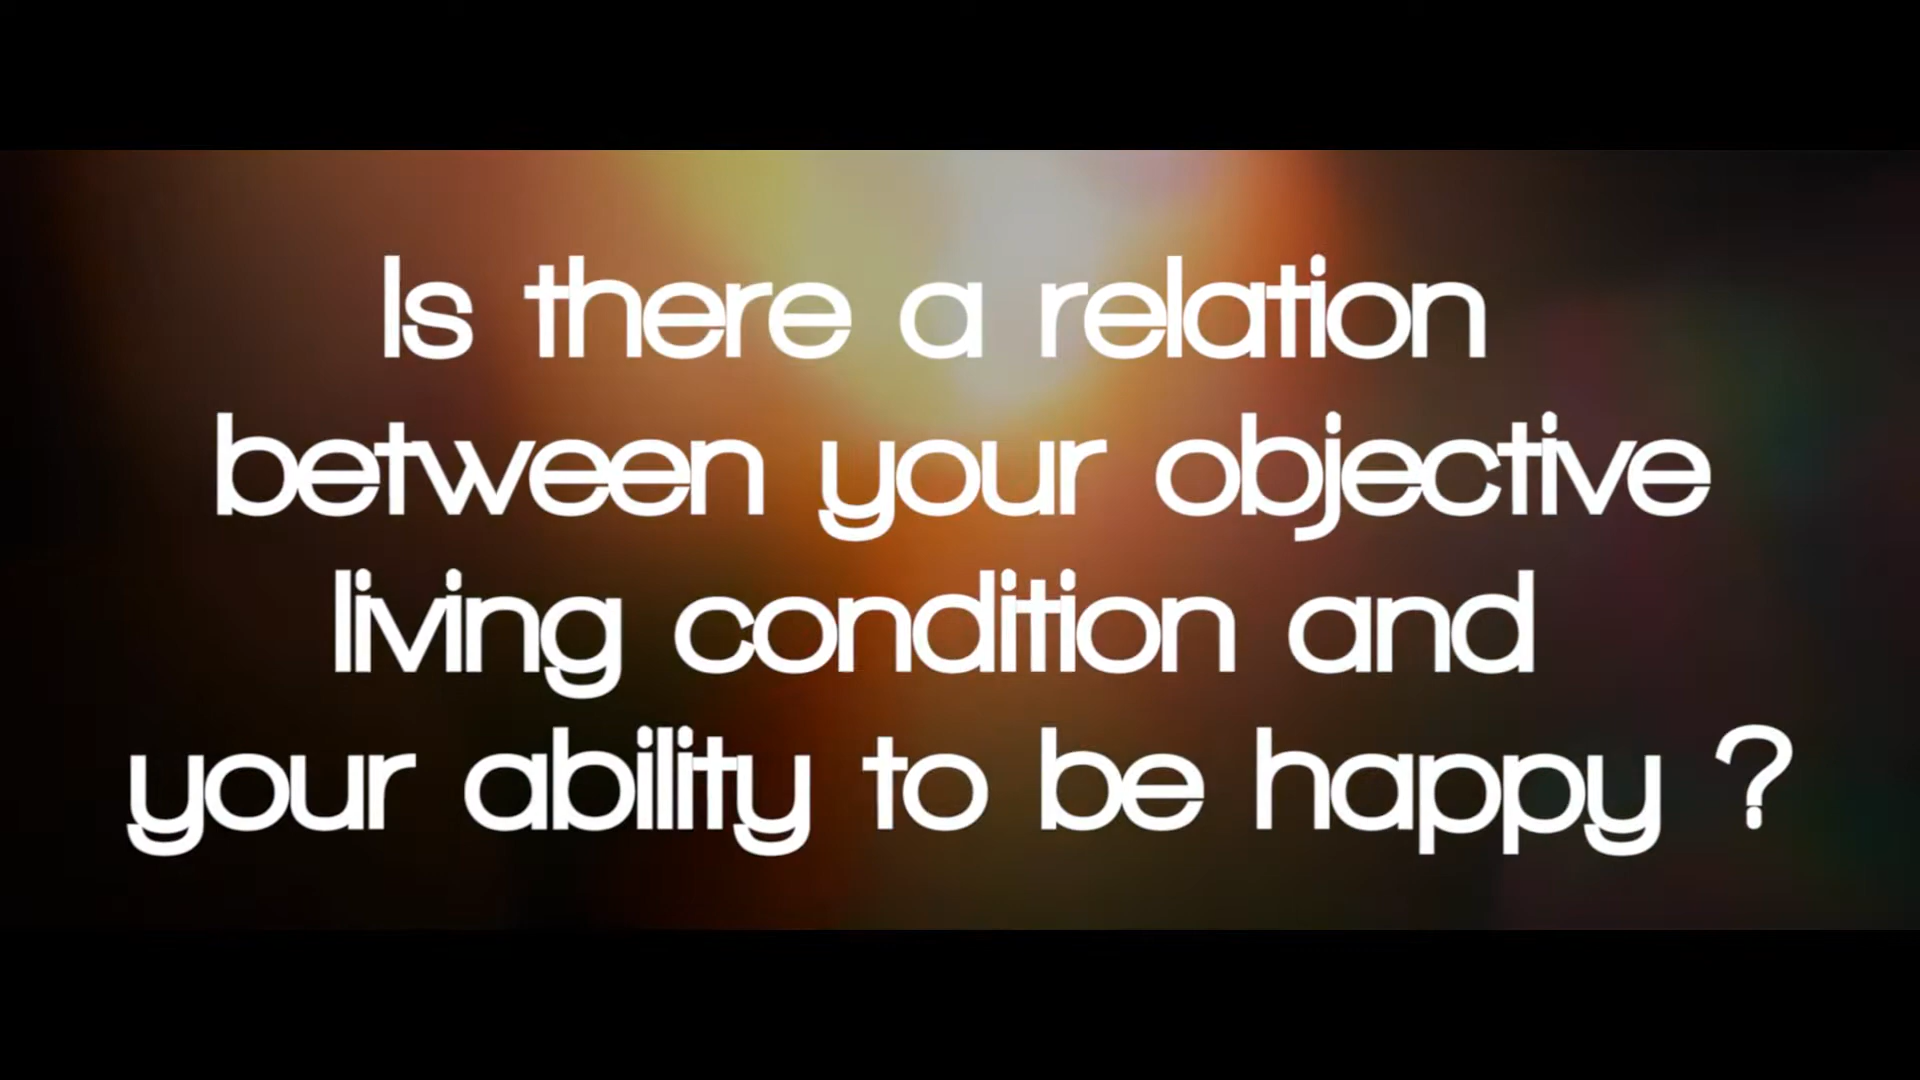 Is there a relation
between your objective
living condition and
your ability to be happy ?